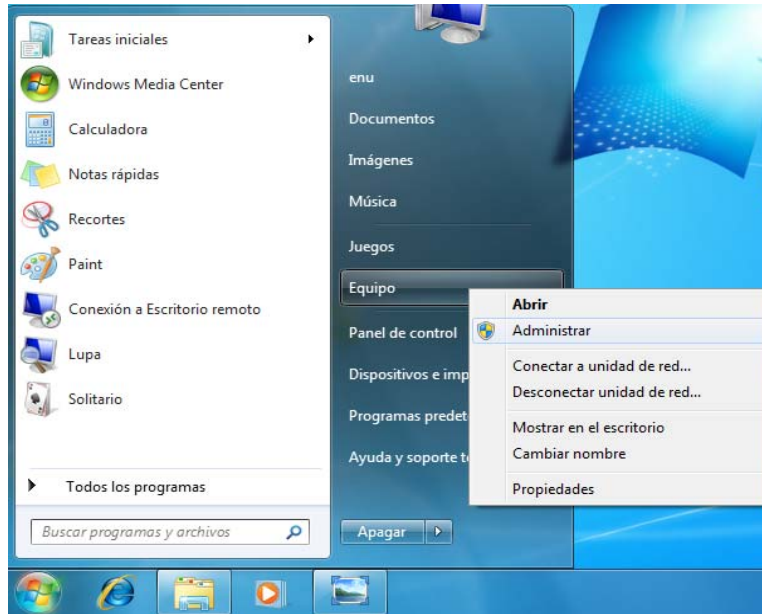 Tareas iniciales
Windows Media Center
Calculadora
Notas rápidas
Recortes
Paint
Conexión a Escritorio remoto
Lupa
Solitario
Todos los programas
Buscar programas y archivos
enu
Documentos
Imágenes
Música
Juegos
Equipo
Panel de control
Dispositivos e imp
Programas predet
Ayuda y soporte t
Apagar
Abrir
Administrar
Conectar a unidad de red...
Desconectar unidad de red...
Mostrar en el escritorio
Cambiar nombre
Propiedades